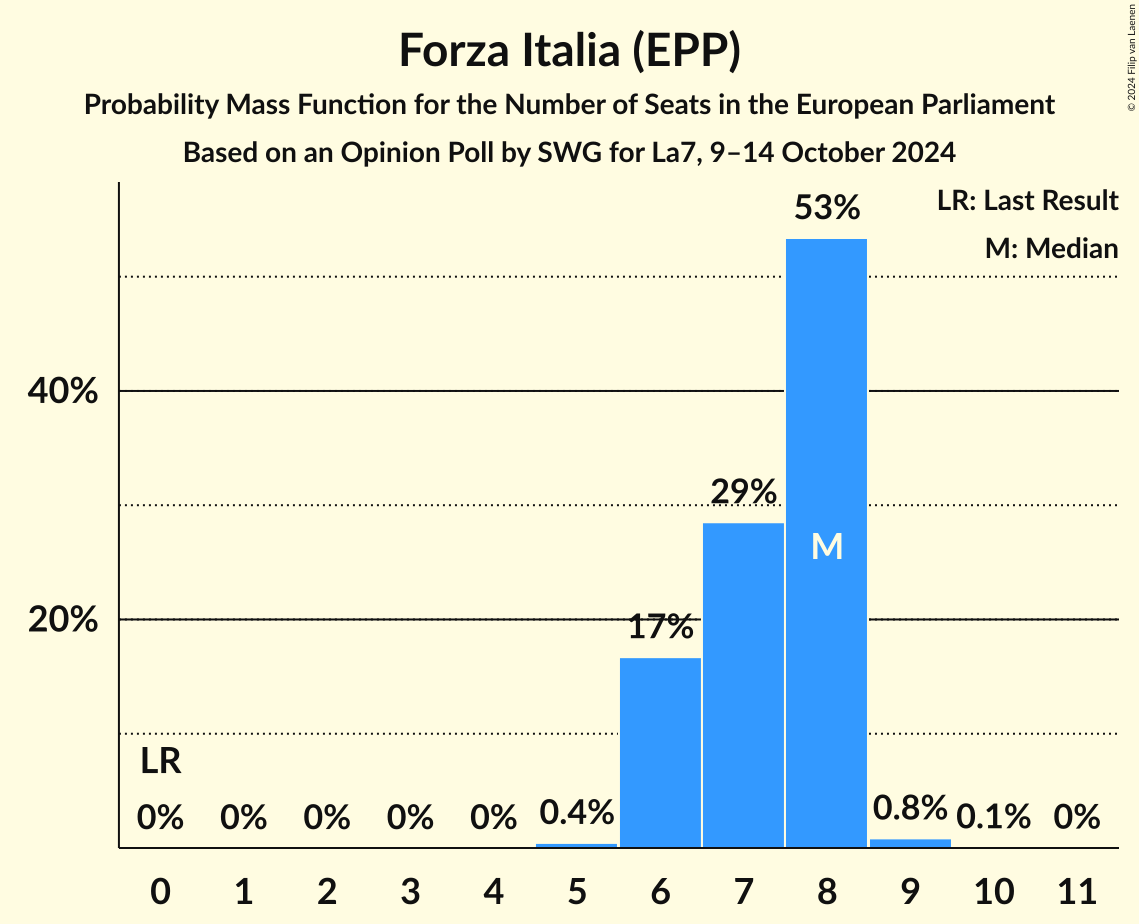 Forza Italia (EPP)
Probability Mass Function for the Number of Seats in the European Parliament
Based on an Opinion Poll by SWG for La7, 9–14 October 2024
© 2024 Filip van Laenen
LR: Last Result
M: Median
53%
40%
29%
M
20%
17%
LR
0%
0%
0%
0%
0%
0.4%
0.8%
0.1%
0%
0 1 2 3 4 5 6 7 8 9 10 11